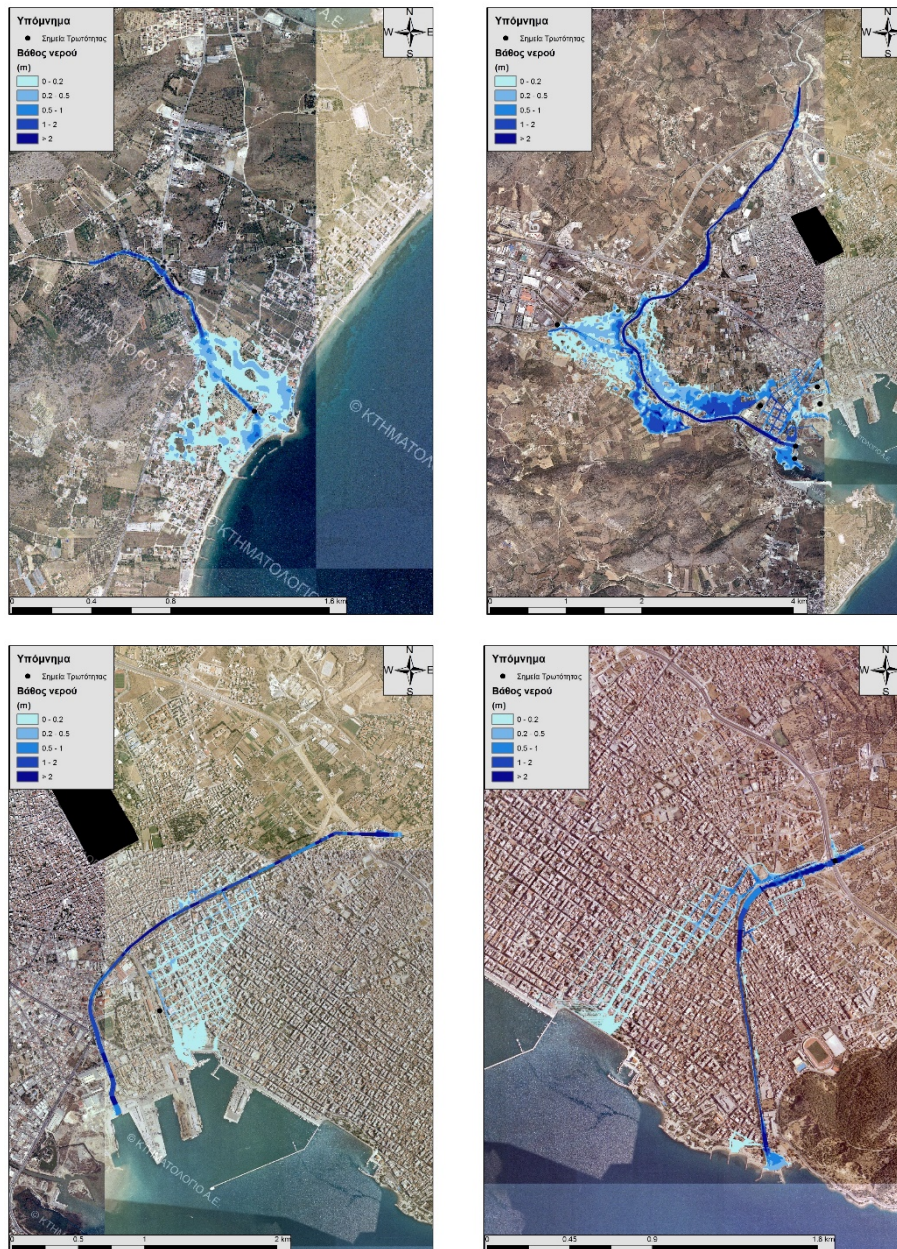 Υπόμνημα
Σημεία Τρωτότητας
Βάθος νερού
(m)
0 - 0.2
0.2 - 0.5
0.5 - 1
1 - 2
> 2
N
W E
S
© ΚΤΗΜΑΤΟΛΟΓΙΟ Α.Ε.
ΤΟΛΟΓΙΟ Α.Ε.
ΚΤΗΜΑΤΟΛΟΓΙΟ Α.Ε.
0.4 0.8 1.6 km
Υπόμνημα
Σημεία Τρωτότητας
Βάθος νερού
(m)
0 - 0.2
0.2 - 0.5
0.5 - 1
1 - 2
> 2
N
W E
S
0 1 2 4 km
Υπόμνημα
Σημεία Τρωτότητας
Βάθος νερού
(m)
0 - 0.2
0.2 - 0.5
0.5 - 1
1 - 2
> 2
N
W E
S
© ΚΤΗΜΑΤΟΛΟΓΙΟ Α.Ε.
0 0.5 1 2 km
Υπόμνημα
Σημεία Τρωτότητας
Βάθος νερού
(m)
0 - 0.2
0.2 - 0.5
0.5 - 1
1 - 2
> 2
N
W E
S
0 0.45 0.9 1.8 km